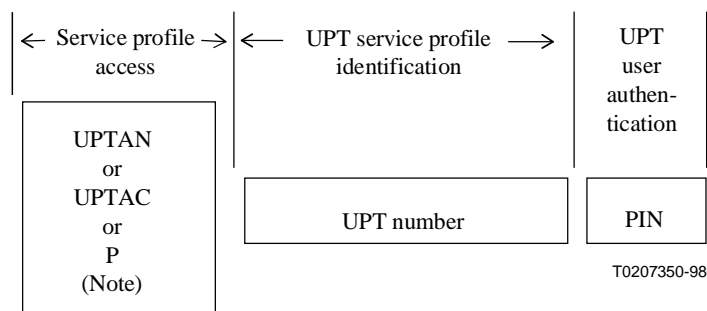 Service profile
access
UPT service profile
identification
UPT
user
authen-
tication
UPTAN
or
UPTAC
or
P
(Note)
UPT number
PIN
T0207350-98